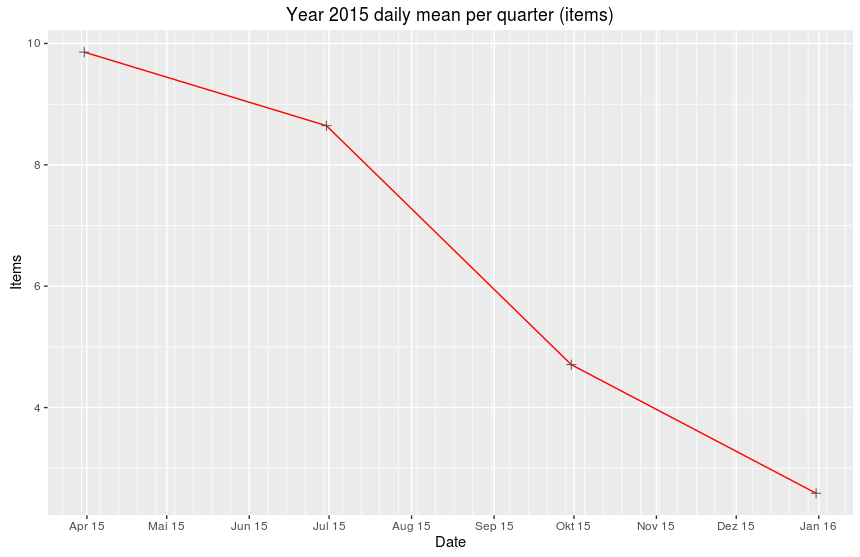 Year 2015 daily mean per quarter (items)
10
8
6
4
Items
Apr 15 Mai 15 Jun 15 Jul 15 Aug 15 Sep 15 Okt 15 Nov 15 Dez 15 Jan 16
Date